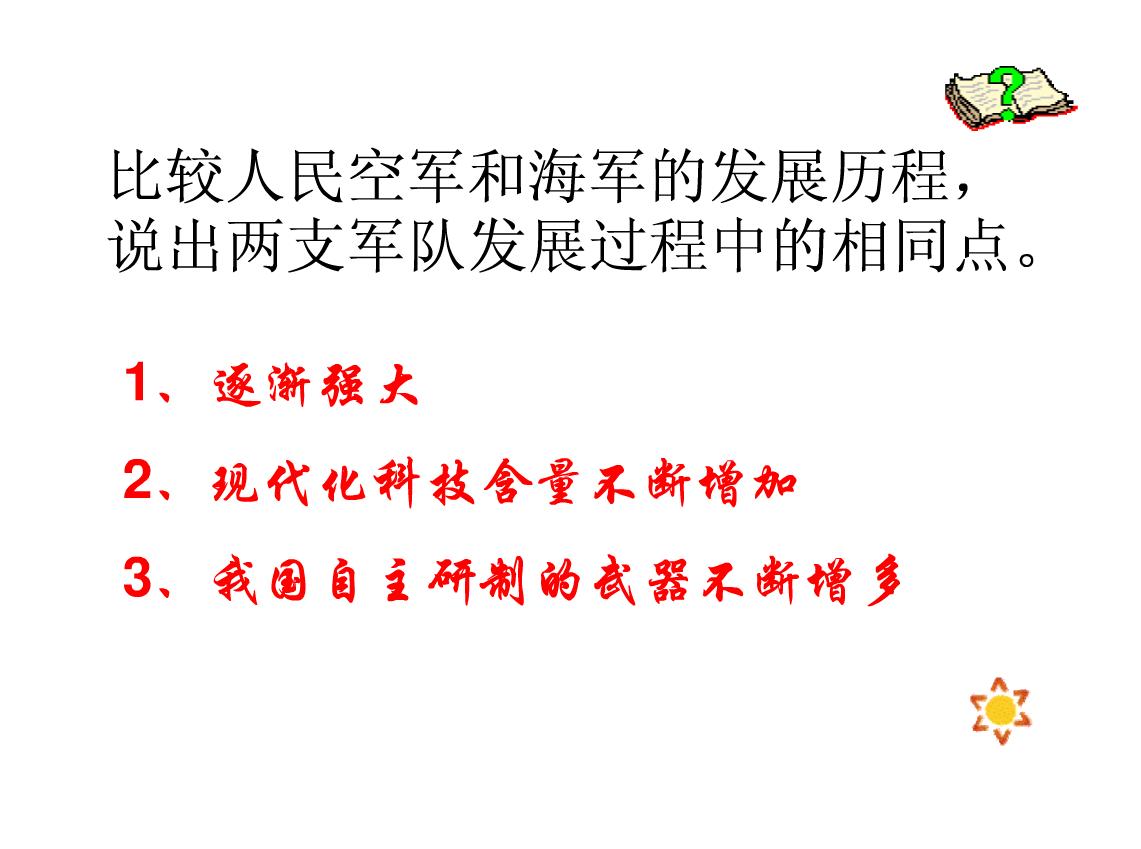 比较人民空军和海军的发展历程，
说出两支军队发展过程中的相同点。
1、逐渐强大
2、现代化科技含量不断增加
3、我国自主研制的武器不断增多